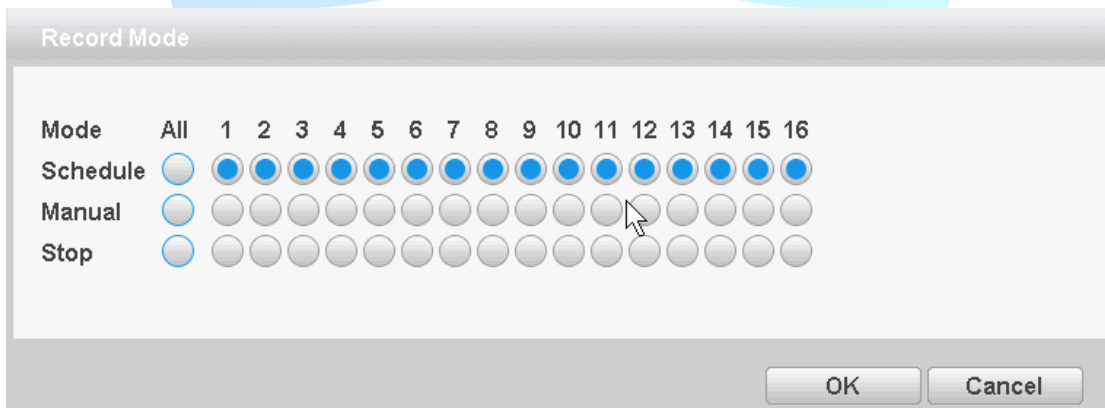 Record Mode
Mode All 1 2 3 4 5 6 7 8 9 10 11 12 13 14 15 16
Schedule
Manual
Stop
OK Cancel